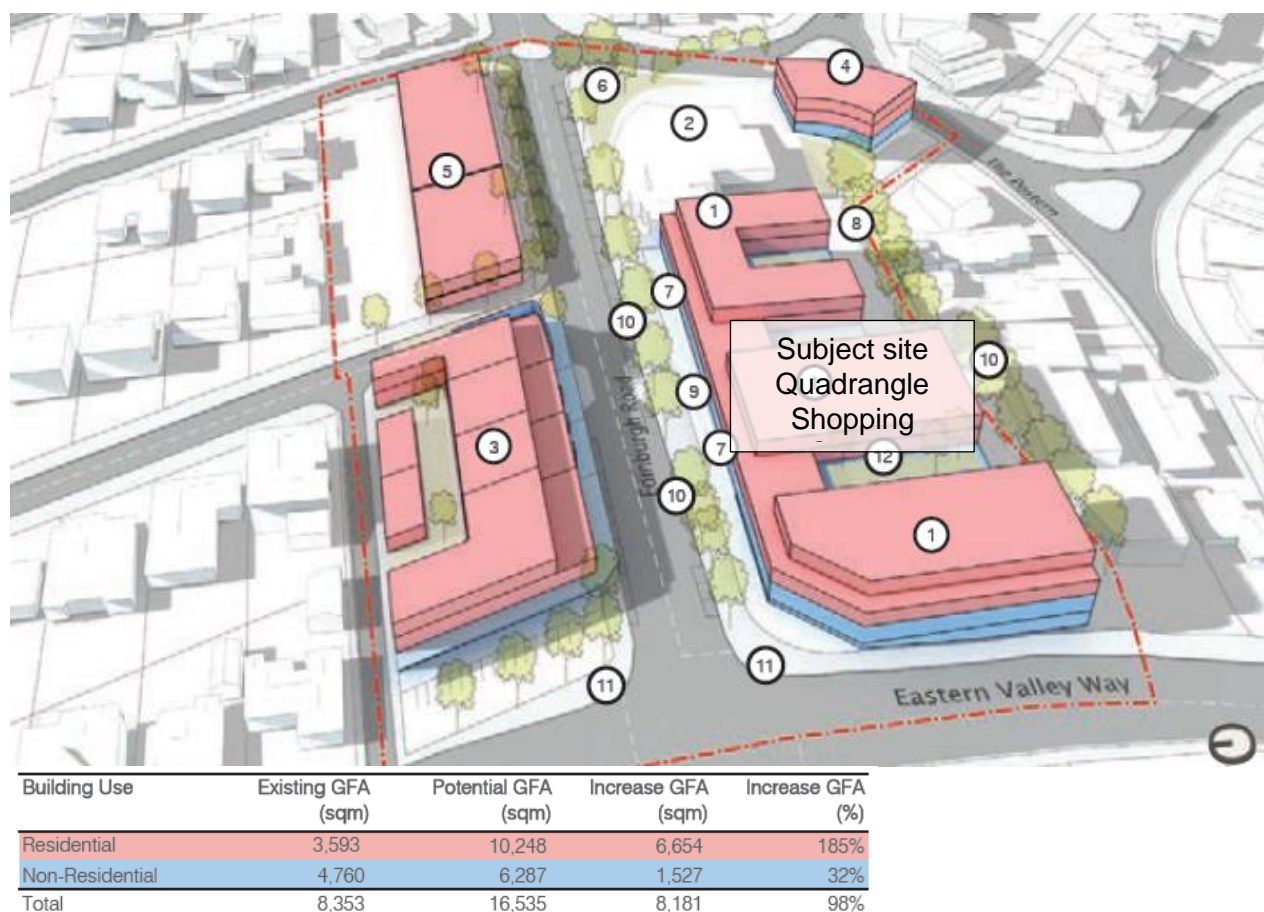 4
6
2
The Postern
5
1
8
7
10
Subject site
Quadrangle
Shopping
10
9
Edinburgh Road
3
7
12
10
1
11
11
Eastern Valley Way
Building Use Existing GFA (sqm) Potential GFA (sqm) Increase GFA (sqm) Increase GFA (%)
Residential 3,593 10,248 6,654 185%
Non-Residential 4,760 6,287 1,527 32%
Total 8,353 16,535 8,181 98%